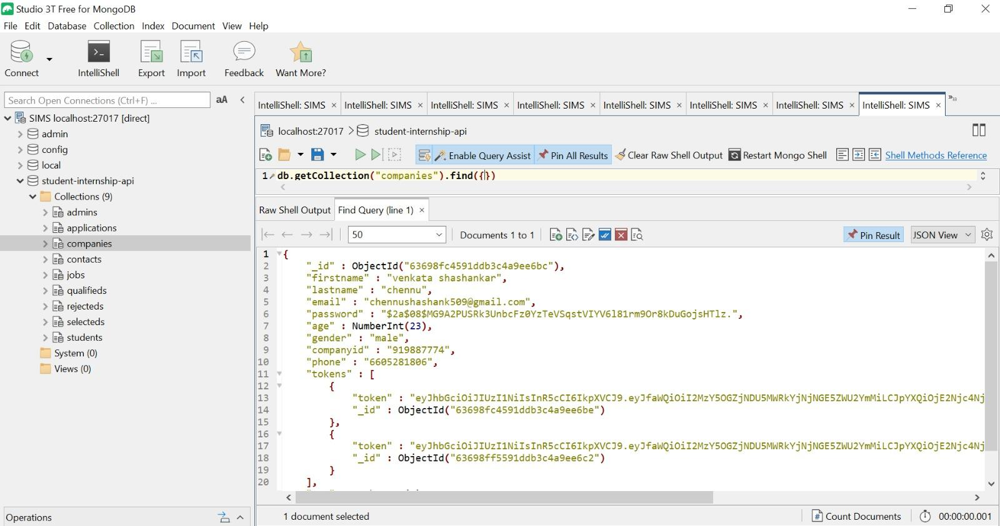 Studio 3T Free for MongoDB
File Edit Database Collection Index Document View Help
Connect IntelliShell Export Import Feedback Want More?
Search Open Connections (Ctrl+F) ... aA
SIMS localhost:27017 [direct]
admin
config
local
student-internship-api
Collections (9)
admins
applications
companies
contacts
jobs
qualifieds
rejecteds
selecteds
students
System (0)
Views (0)
Operations
IntelliShell: SIMS × IntelliShell: SIMS × IntelliShell: SIMS × IntelliShell: SIMS × IntelliShell: SIMS × IntelliShell: SIMS × IntelliShell: SIMS × IntelliShell: SIMS ×
localhost:27017 > student-internship-api
Enable Query Assist Pin All Results Clear Raw Shell Output Restart Mongo Shell Shell Methods Reference
1 db.getCollection("companies").find({})
Raw Shell Output Find Query (line 1) ×
50 Documents 1 to 1 Pin Result JSON View
1 {
2 "_id" : ObjectId("63698fc4591ddb3c4a9ee6bc"),
3 "firstname" : "venkata shashankar",
4 "lastname" : "chennu",
5 "email" : "chennushashank509@gmail.com",
6 "password" : "$2a$08$MG9A2PUSRk3UnbcFz0YzTeVSqstVIYV6l81rm9Or8kDuGojsHTlz.",
7 "age" : NumberInt(23),
8 "gender" : "male",
9 "companyid" : "919887774",
10 "phone" : "6605281806",
11 "tokens" : [
12 {
13 "token" : "eyJhbGciOiJIUzI1NiIsInR5cCI6IkpXVCJ9.eyJfaWQiOiI2MzY5OGZjNDU5MWRkYjNjNGE5ZWU2YmMiLCJpYXQiOjE2Njc4Nj
14 "_id" : ObjectId("63698fc4591ddb3c4a9ee6be")
15 },
16 {
17 "token" : "eyJhbGciOiJIUzI1NiIsInR5cCI6IkpXVCJ9.eyJfaWQiOiI2MzY5OGZjNDU5MWRkYjNjNGE5ZWU2YmMiLCJpYXQiOjE2Njc4Nj
18 "_id" : ObjectId("63698ff5591ddb3c4a9ee6c2")
19 }
20 ],
1 document selected Count Documents 00:00:00.001